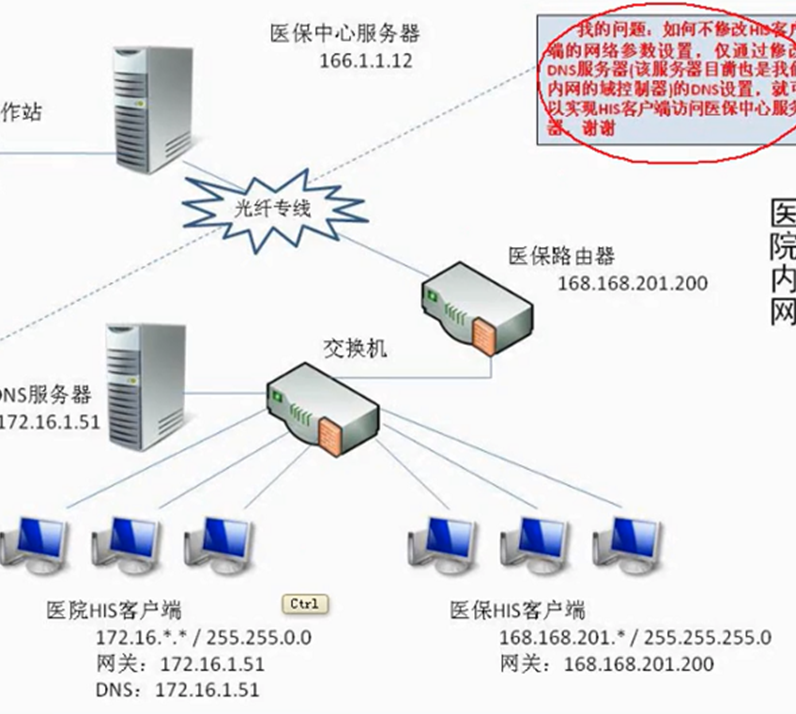 医保中心服务器
166.1.1.12
我的问题：如何不修改HIS客户
端的网络参数设置，仅通过修改
DNS服务器(该服务器目前也是我们
内网的域控制器)的DNS设置，就可
以实现HIS客户端访问医保中心服务
器，谢谢
作站
光纤专线
医保路由器
168.168.201.200
医
院
内
网
交换机
DNS服务器
172.16.1.51
医院HIS客户端
172.16.*.* / 255.255.0.0
网关：172.16.1.51
DNS：172.16.1.51
Ctrl
医保HIS客户端
168.168.201.* / 255.255.255.0
网关：168.168.201.200